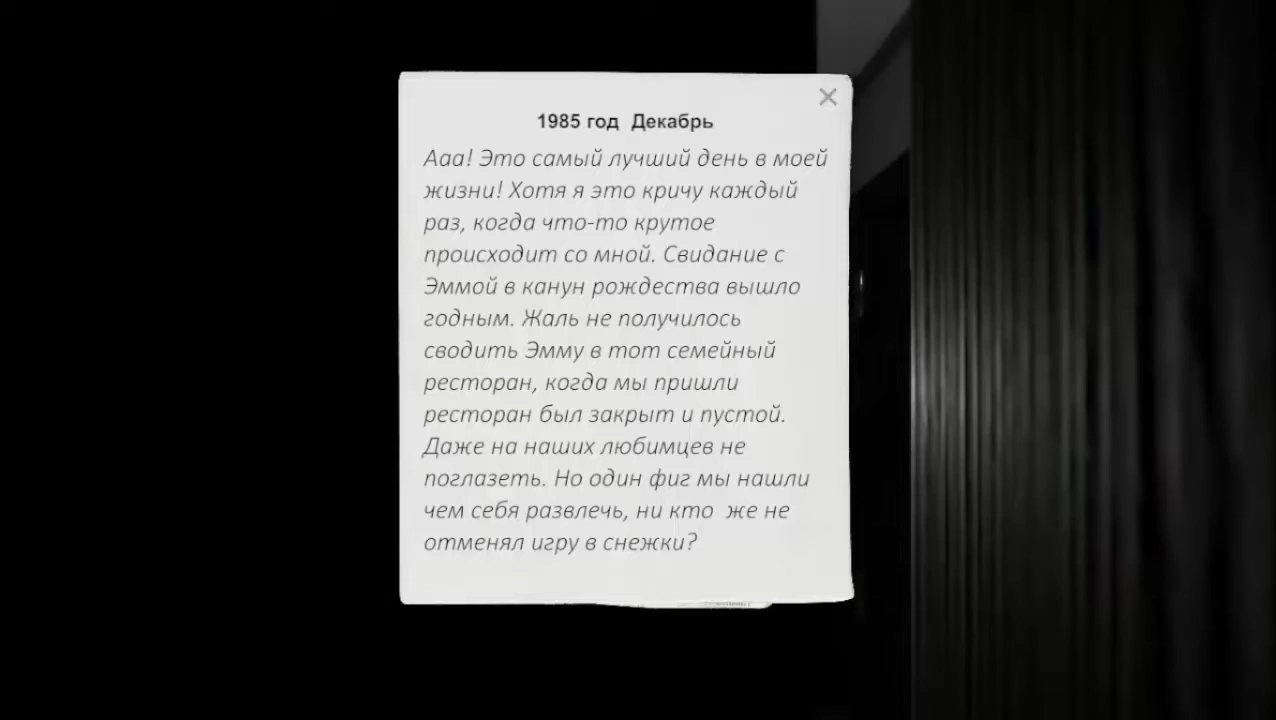 1985 год Декабрь
Ааа! Это самый лучший день в моей
жизни! Хотя я это кричу каждый
раз, когда что-то крутое
происходит со мной. Свидание с
Эммой в канун рождества вышло
годным. Жаль не получилось
сводить Эмму в тот семейный
ресторан, когда мы пришли
ресторан был закрыт и пустой.
Даже на наших любимцев не
поглазеть. Но один фиг мы нашли
чем себя развлечь, ни кто же не
отменял игру в снежки?